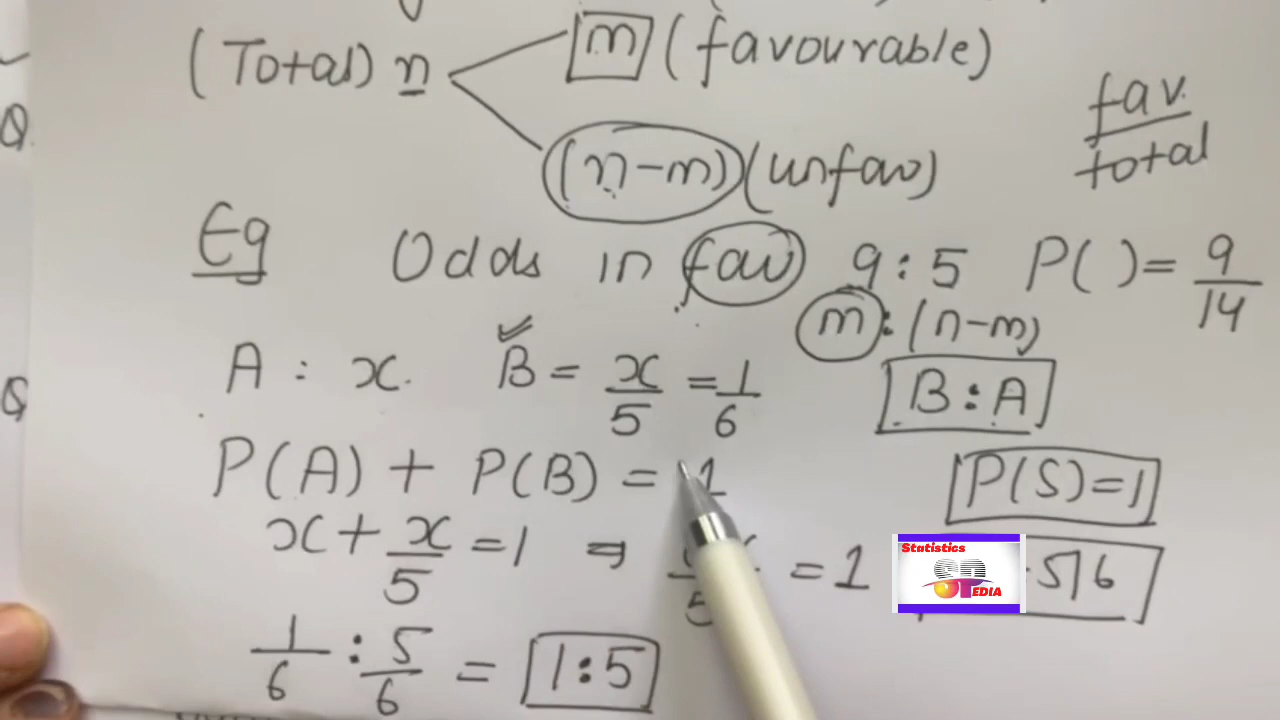 (Total) n m (favourable)
(n-m) (unfav)
fav.
total
Eg Odds in fav 9:5 P( ) = 9/14
m : (n-m)
A : x. B = x/5 = 1/6
B : A
P(A) + P(B) = 1
P(S) = 1
x + x/5 = 1 ⇒ = 1
5/6
1/6 : 5/6 = 1:5
Q.
Q
Statistics
PEDIA